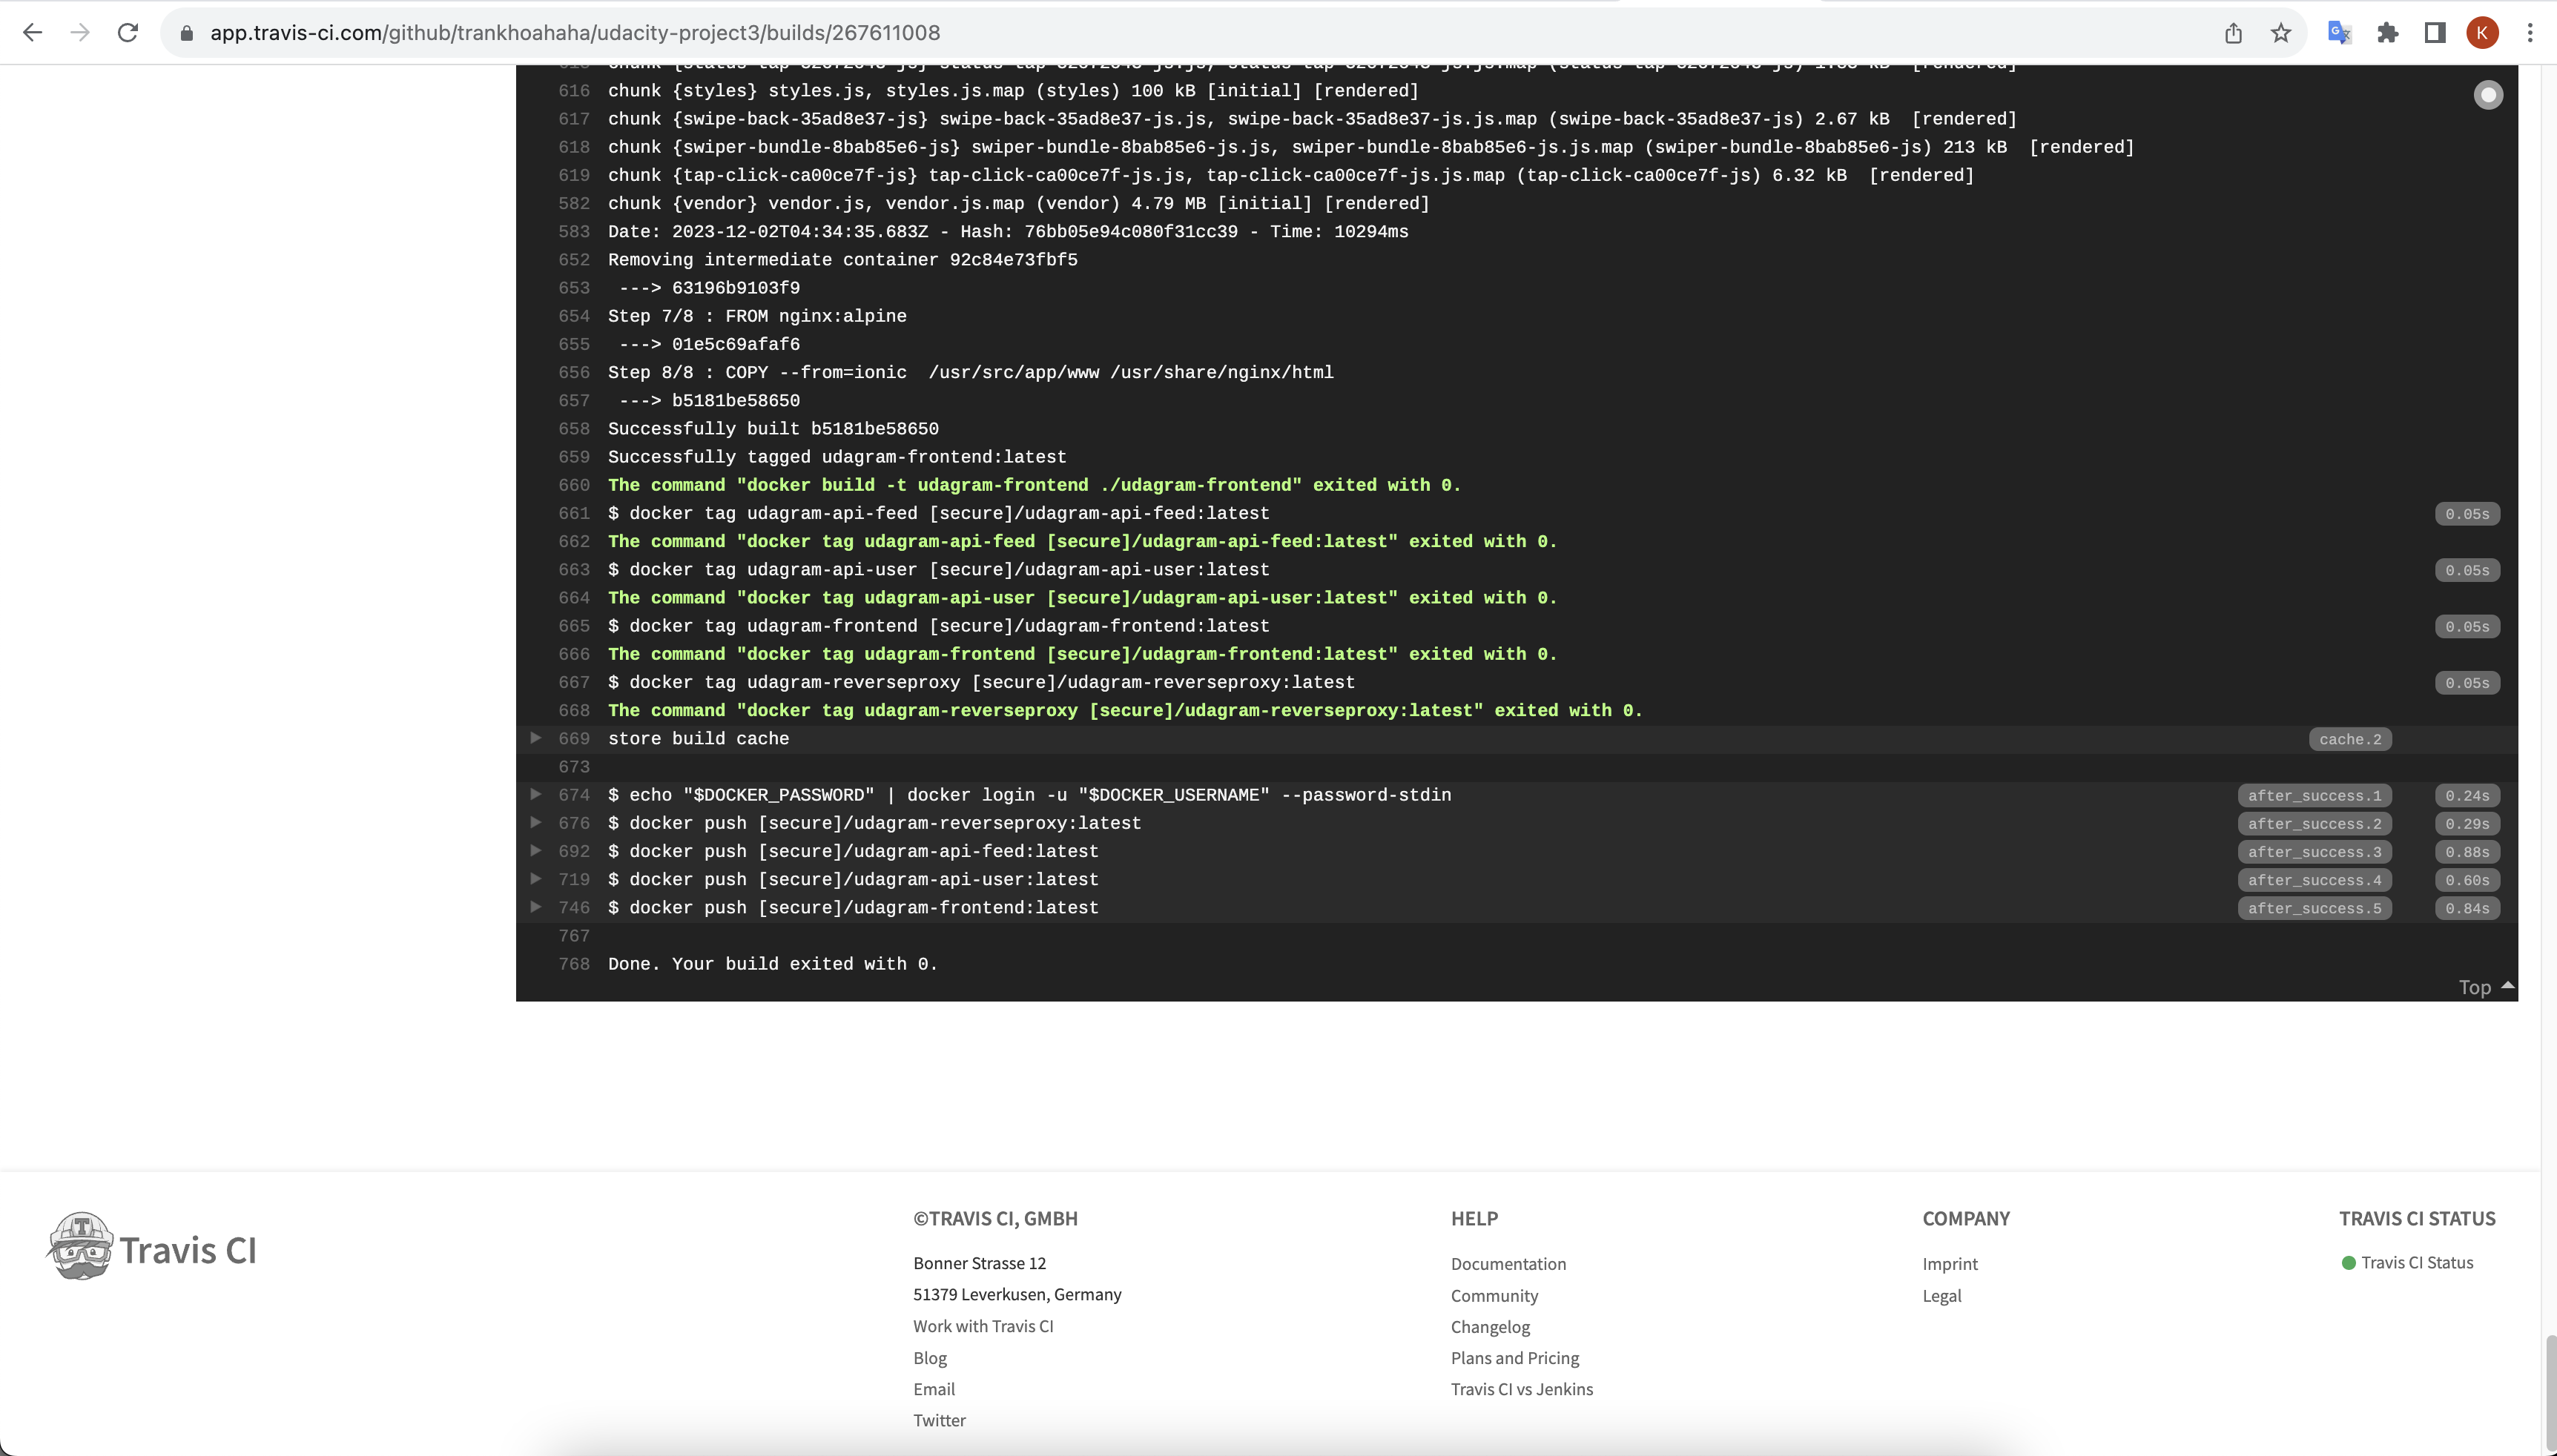 app.travis-ci.com/github/trankhoahaha/udacity-project3/builds/267611008
K
616 chunk {styles} styles.js, styles.js.map (styles) 100 kB [initial] [rendered]
617 chunk {swipe-back-35ad8e37-js} swipe-back-35ad8e37-js.js, swipe-back-35ad8e37-js.js.map (swipe-back-35ad8e37-js) 2.67 kB [rendered]
618 chunk {swiper-bundle-8bab85e6-js} swiper-bundle-8bab85e6-js.js, swiper-bundle-8bab85e6-js.js.map (swiper-bundle-8bab85e6-js) 213 kB [rendered]
619 chunk {tap-click-ca00ce7f-js} tap-click-ca00ce7f-js.js, tap-click-ca00ce7f-js.js.map (tap-click-ca00ce7f-js) 6.32 kB [rendered]
582 chunk {vendor} vendor.js, vendor.js.map (vendor) 4.79 MB [initial] [rendered]
583 Date: 2023-12-02T04:34:35.683Z - Hash: 76bb05e94c080f31cc39 - Time: 10294ms
652 Removing intermediate container 92c84e73fbf5
653 ---> 63196b9103f9
654 Step 7/8 : FROM nginx:alpine
655 ---> 01e5c69afaf6
656 Step 8/8 : COPY --from=ionic /usr/src/app/www /usr/share/nginx/html
657 ---> b5181be58650
658 Successfully built b5181be58650
659 Successfully tagged udagram-frontend:latest
660 The command "docker build -t udagram-frontend ./udagram-frontend" exited with 0.
661 $ docker tag udagram-api-feed [secure]/udagram-api-feed:latest 0.05s
662 The command "docker tag udagram-api-feed [secure]/udagram-api-feed:latest" exited with 0.
663 $ docker tag udagram-api-user [secure]/udagram-api-user:latest 0.05s
664 The command "docker tag udagram-api-user [secure]/udagram-api-user:latest" exited with 0.
665 $ docker tag udagram-frontend [secure]/udagram-frontend:latest 0.05s
666 The command "docker tag udagram-frontend [secure]/udagram-frontend:latest" exited with 0.
667 $ docker tag udagram-reverseproxy [secure]/udagram-reverseproxy:latest 0.05s
668 The command "docker tag udagram-reverseproxy [secure]/udagram-reverseproxy:latest" exited with 0.
669 store build cache cache.2
673
674 $ echo "$DOCKER_PASSWORD" | docker login -u "$DOCKER_USERNAME" --password-stdin after_success.1 0.24s
676 $ docker push [secure]/udagram-reverseproxy:latest after_success.2 0.29s
692 $ docker push [secure]/udagram-api-feed:latest after_success.3 0.88s
719 $ docker push [secure]/udagram-api-user:latest after_success.4 0.60s
746 $ docker push [secure]/udagram-frontend:latest after_success.5 0.84s
767
768 Done. Your build exited with 0.
Top
Travis CI
©TRAVIS CI, GMBH
Bonner Strasse 12
51379 Leverkusen, Germany
Work with Travis CI
Blog
Email
Twitter
HELP
Documentation
Community
Changelog
Plans and Pricing
Travis CI vs Jenkins
COMPANY
Imprint
Legal
TRAVIS CI STATUS
Travis CI Status